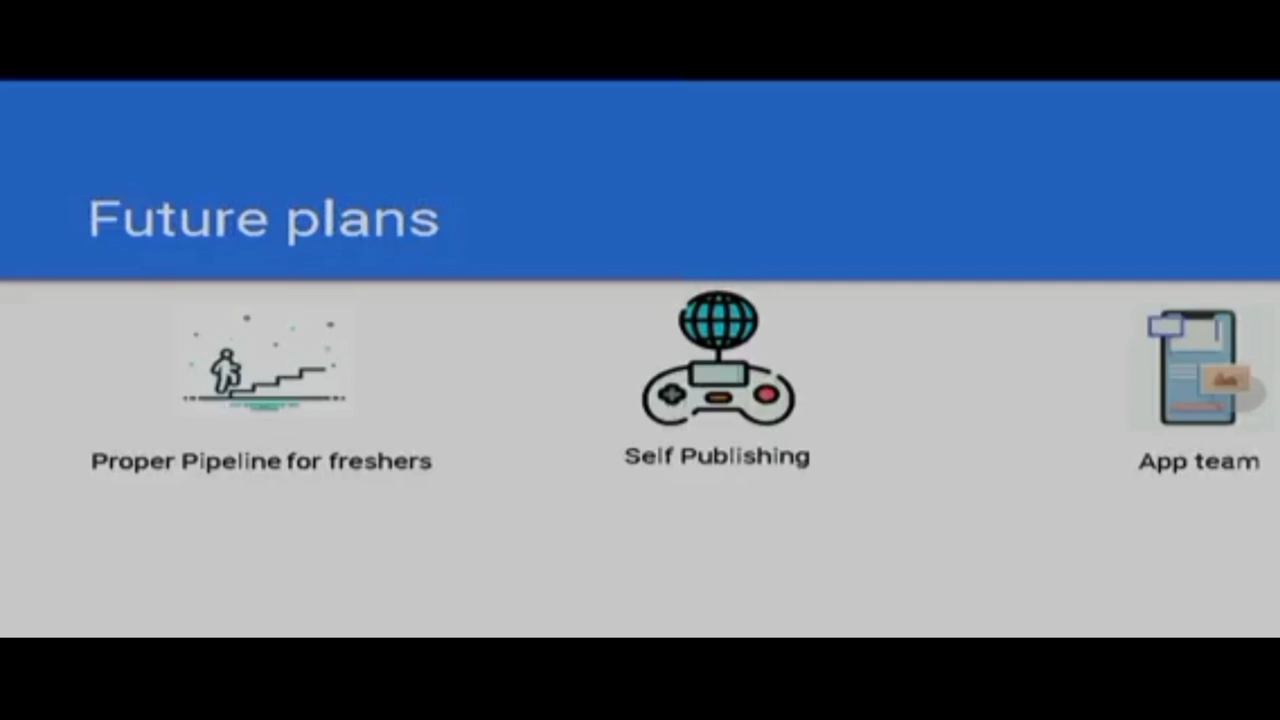 Future plans
Proper Pipeline for freshers
Self Publishing
App team